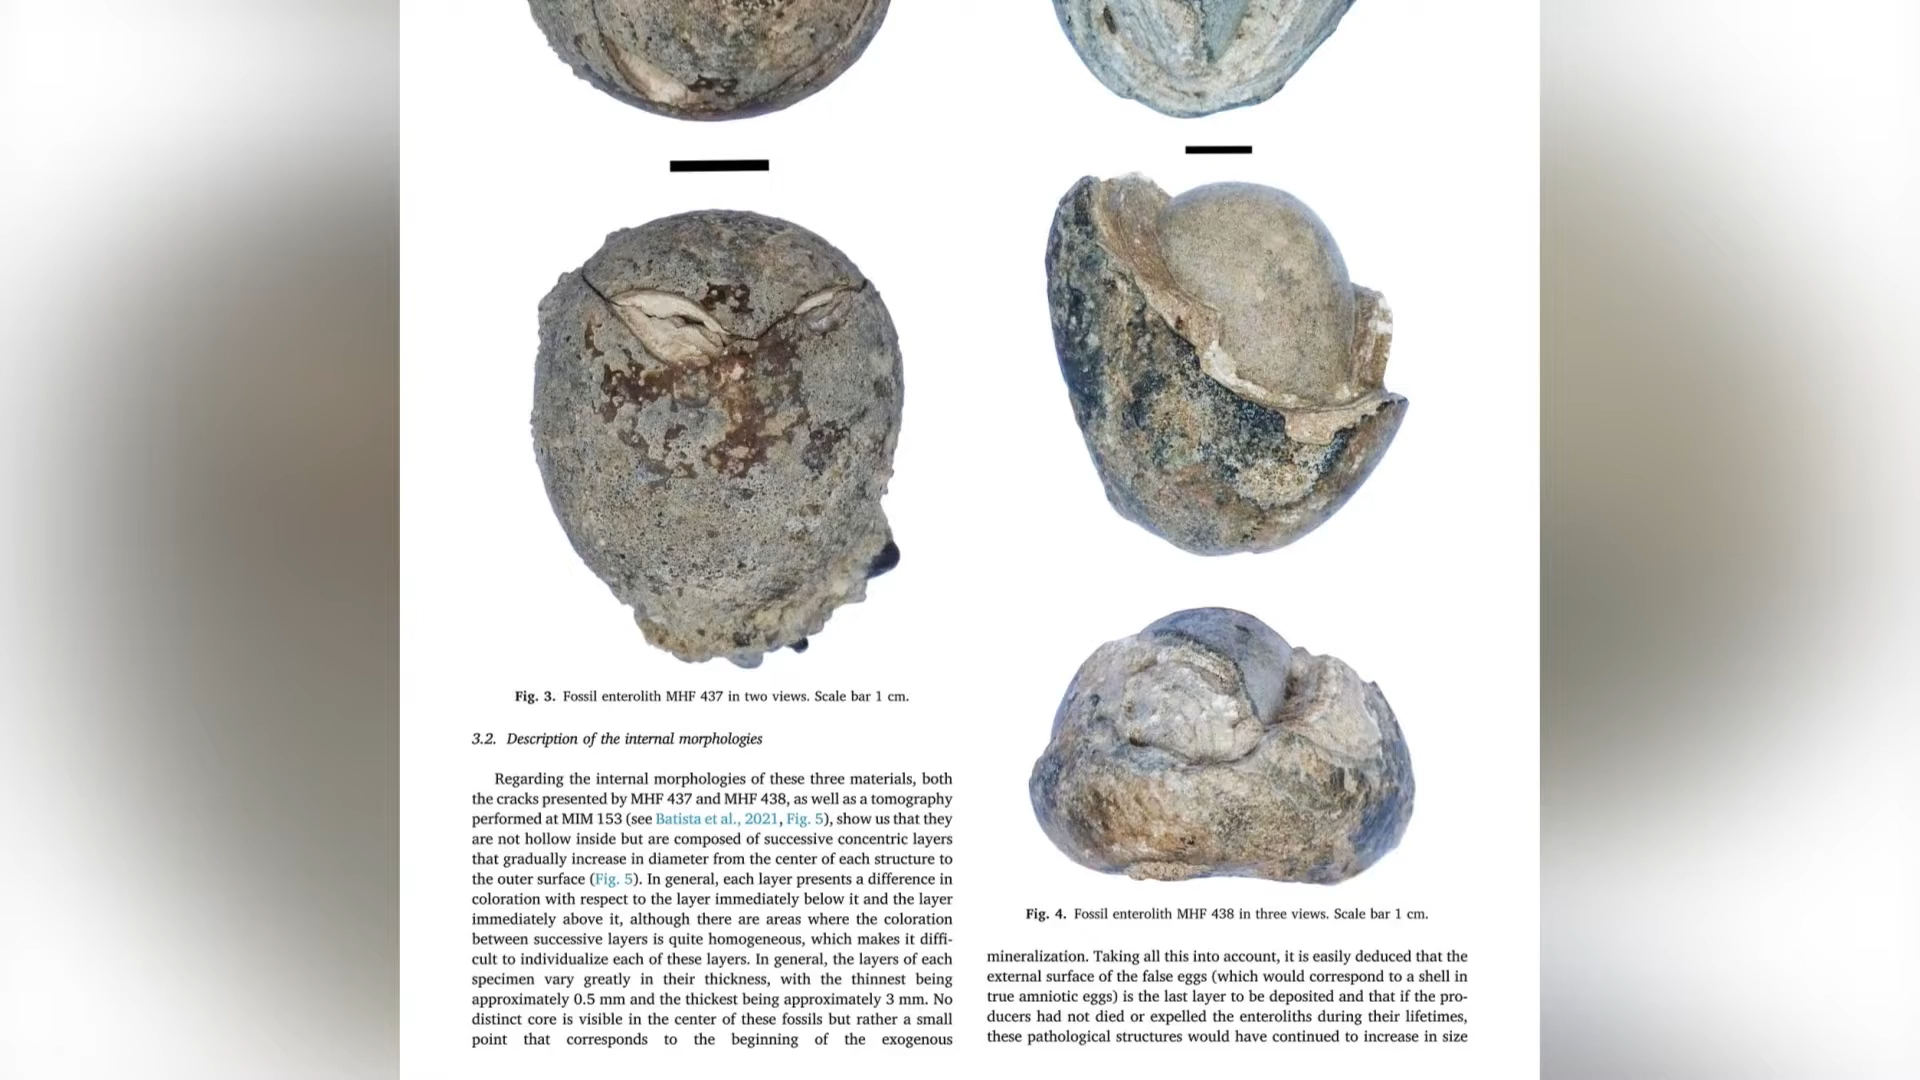 Fig. 3. Fossil enterolith MHF 437 in two views. Scale bar 1 cm.
3.2. Description of the internal morphologies
Regarding the internal morphologies of these three materials, both
the cracks presented by MHF 437 and MHF 438, as well as a tomography
performed at MIM 153 (see Batista et al., 2021, Fig. 5), show us that they
are not hollow inside but are composed of successive concentric layers
that gradually increase in diameter from the center of each structure to
the outer surface (Fig. 5). In general, each layer presents a difference in
coloration with respect to the layer immediately below it and the layer
immediately above it, although there are areas where the coloration
between successive layers is quite homogeneous, which makes it diffi-
cult to individualize each of these layers. In general, the layers of each
specimen vary greatly in their thickness, with the thinnest being
approximately 0.5 mm and the thickest being approximately 3 mm. No
distinct core is visible in the center of these fossils but rather a small
point that corresponds to the beginning of the exogenous
Fig. 4. Fossil enterolith MHF 438 in three views. Scale bar 1 cm.
mineralization. Taking all this into account, it is easily deduced that the
external surface of the false eggs (which would correspond to a shell in
true amniotic eggs) is the last layer to be deposited and that if the pro-
ducers had not died or expelled the enteroliths during their lifetimes,
these pathological structures would have continued to increase in size